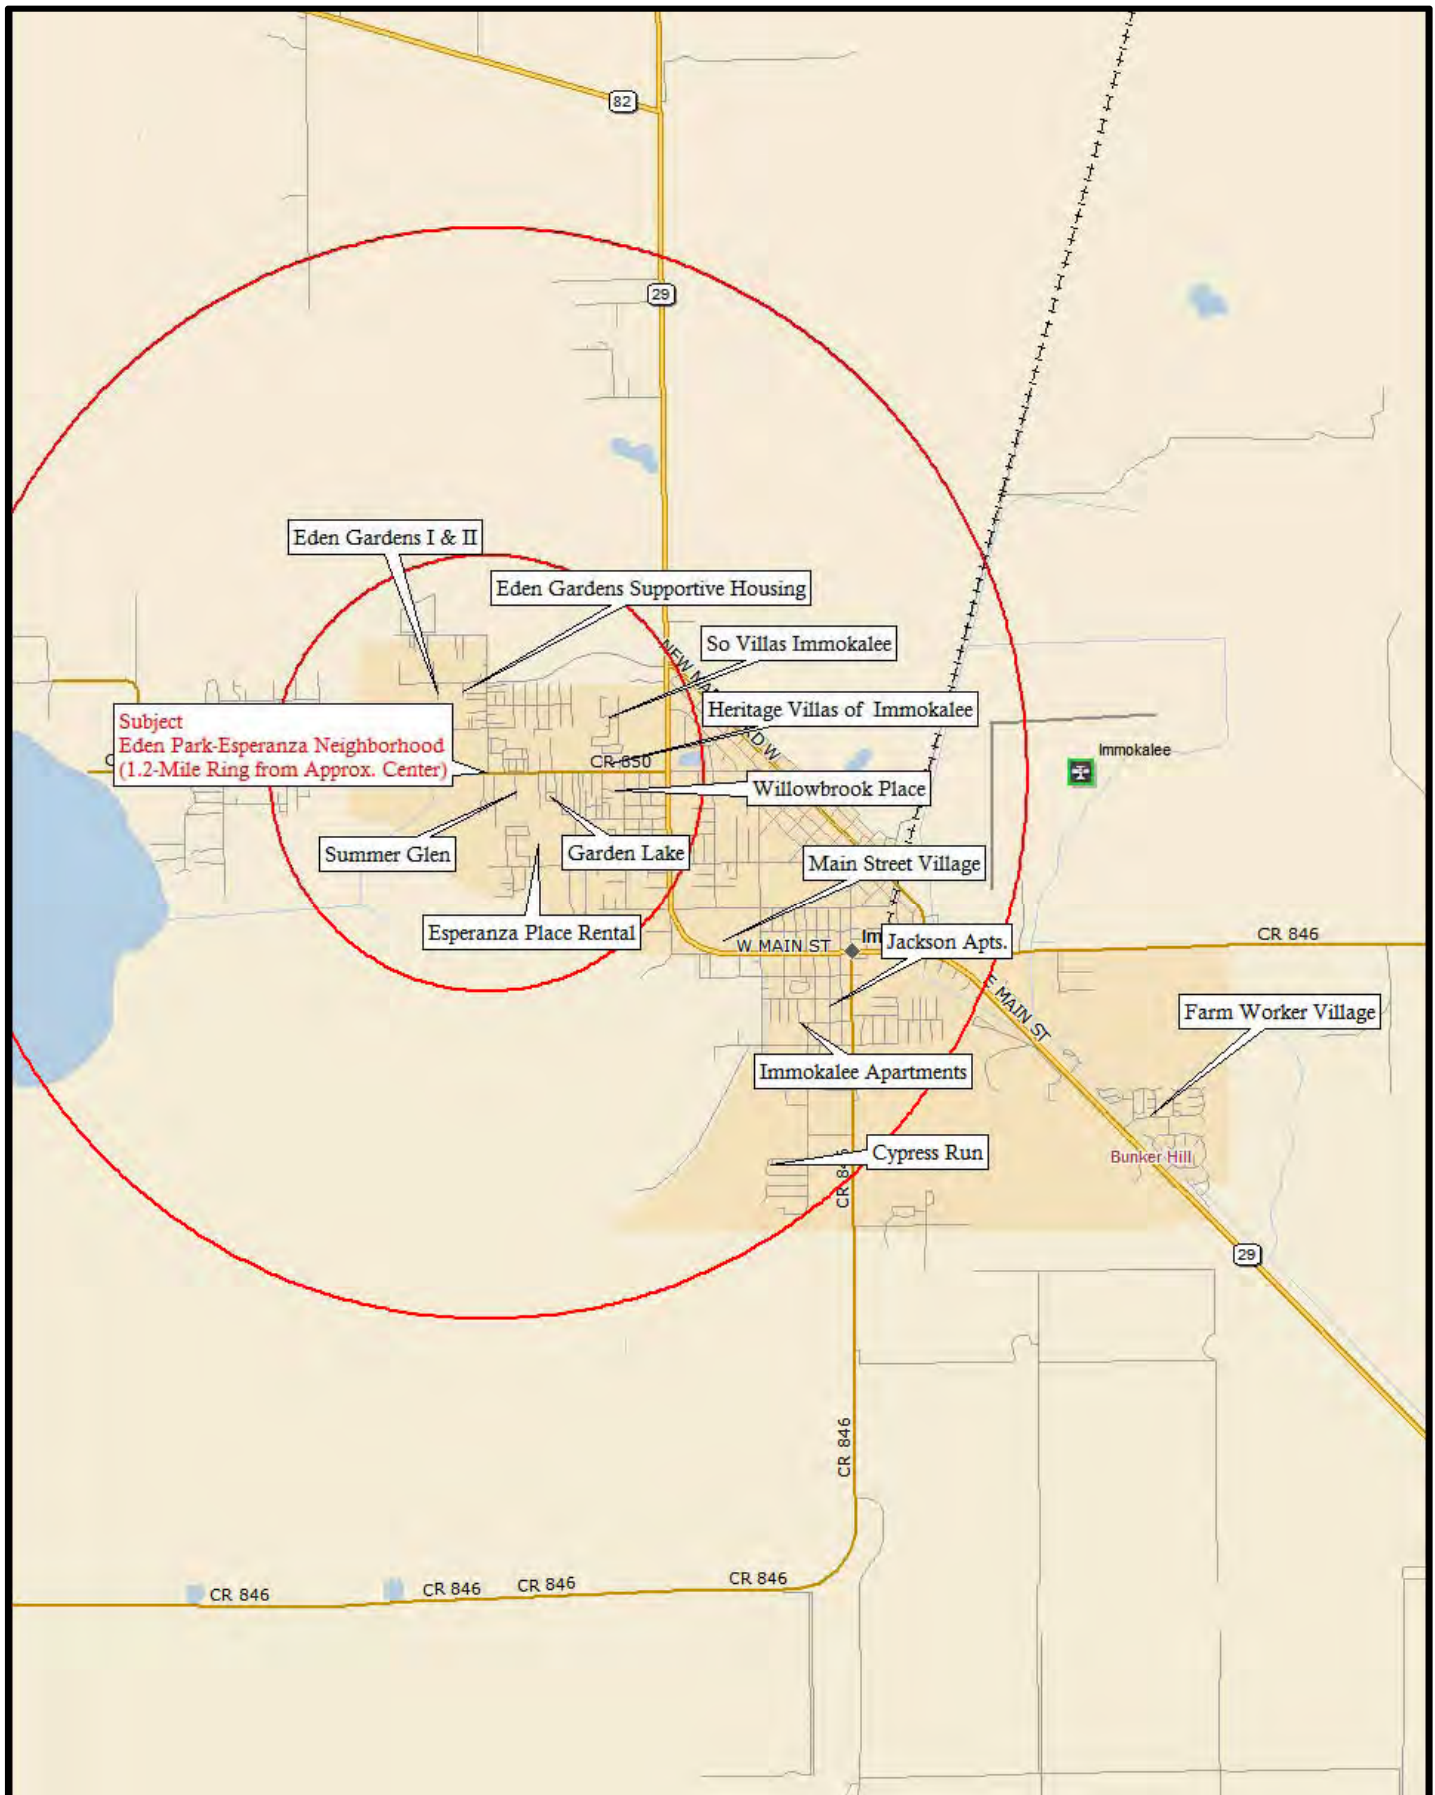 82
29
Eden Gardens I & II
Eden Gardens Supportive Housing
So Villas Immokalee
Heritage Villas of Immokalee
Subject
Eden Park-Esperanza Neighborhood
(1.2-Mile Ring from Approx. Center)
CR 850
Immokalee
Willowbrook Place
Summer Glen
Garden Lake
Main Street Village
Esperanza Place Rental
W MAIN ST
Jackson Apts.
CR 846
E MAIN ST
Farm Worker Village
Immokalee Apartments
Cypress Run
Bunker Hill
29
CR 846
CR 846
CR 846
CR 846
CR 846